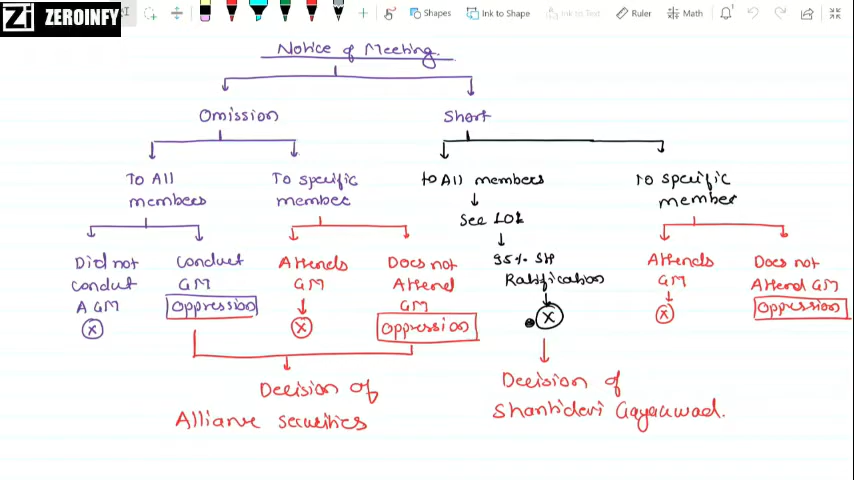 Zi ZEROINFY
Shapes Ink to Shape Ink to Text Ruler Math
Notice of Meeting
Omission
Short
To All
members
To specific
member
to All members
To specific
member
See 101
95% SH
Ratification
X
Did not
conduct
AGM
X
Conduct
GM
Oppression
Attends
GM
X
Does not
Attend
GM
Oppression
Attends
GM
X
Does not
Attend GM
Oppression
Decision of
Alliance Securities
Decision of
Shantidevi Gayakwad.